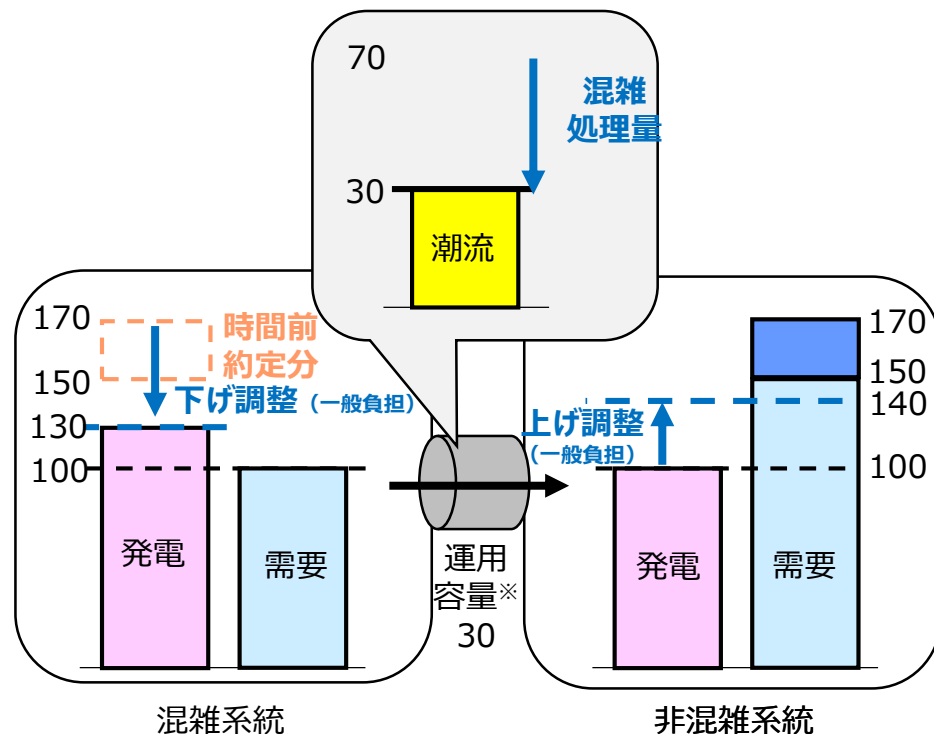 70
混雑
処理量
30
潮流
170
時間前
約定分
150
下げ調整（一般負担）
130
100
発電
需要
混雑系統
運用
容量※
30
170
150
140
上げ調整
（一般負担）
100
発電
需要
非混雑系統